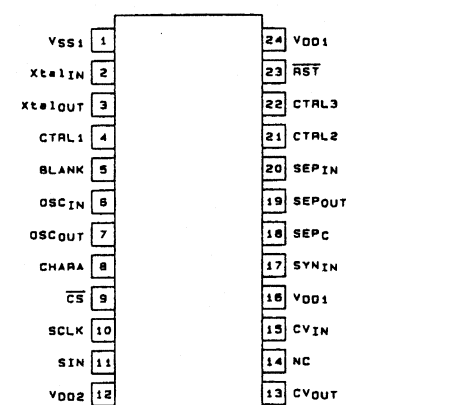 VSS1 1
XtalIN 2
XtalOUT 3
CTRL1 4
BLANK 5
OSCIN 6
OSCOUT 7
CHARA 8
CS 9
SCLK 10
SIN 11
VDD2 12
24 VDD1
23 RST
22 CTRL3
21 CTRL2
20 SEPIN
19 SEPOUT
18 SEPC
17 SYNIN
16 VDD1
15 CVIN
14 NC
13 CVOUT